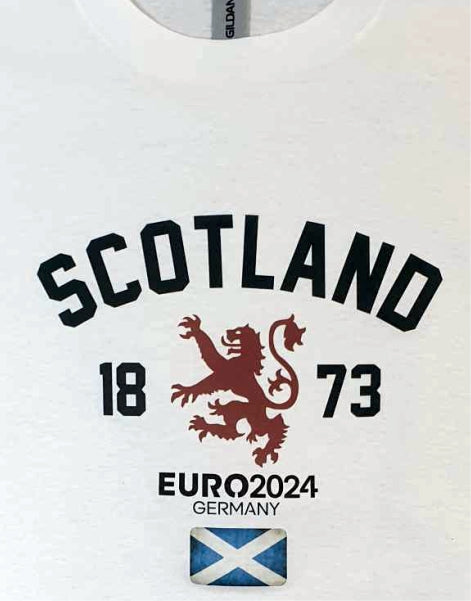 GILDAN
SCOTLAND
18 73
EURO2024
GERMANY